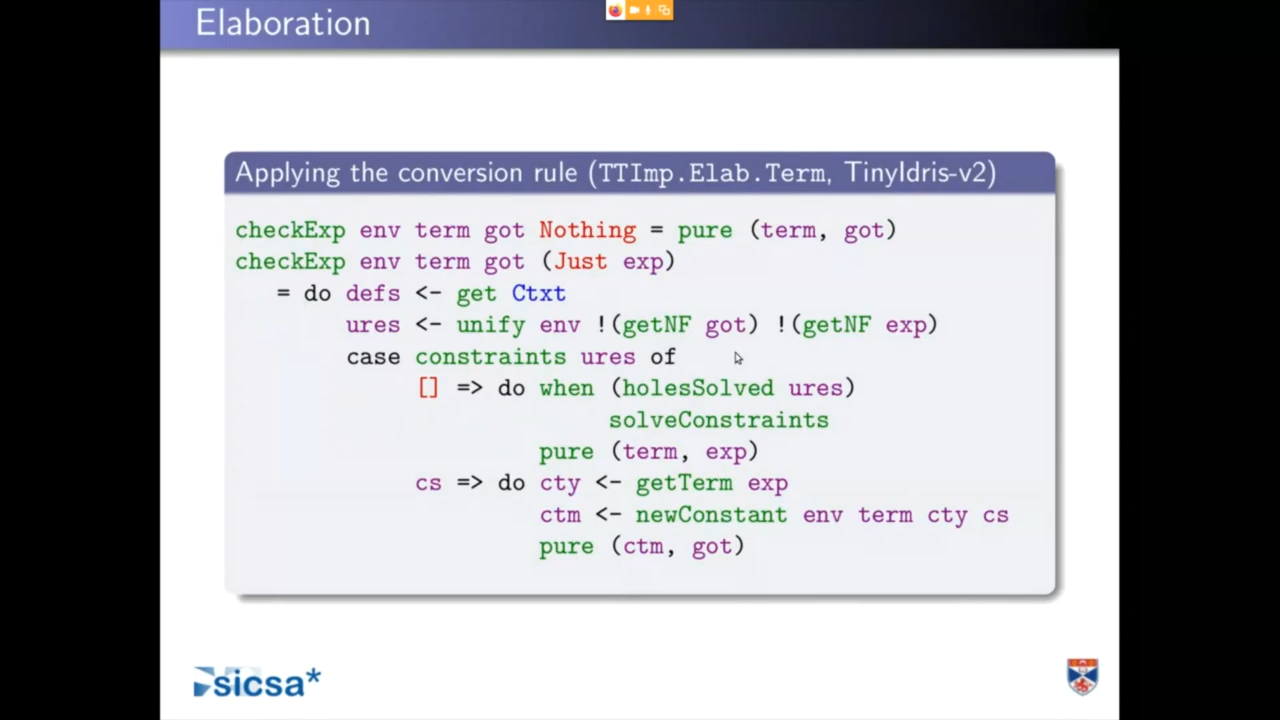 Elaboration
Applying the conversion rule (TTImp.Elab.Term, TinyIdris-v2)
checkExp env term got Nothing = pure (term, got)
checkExp env term got (Just exp)
= do defs <- get Ctxt
ures <- unify env !(getNF got) !(getNF exp)
case constraints ures of
[] => do when (holesSolved ures)
solveConstraints
pure (term, exp)
cs => do cty <- getTerm exp
ctm <- newConstant env term cty cs
pure (ctm, got)
sicsa*